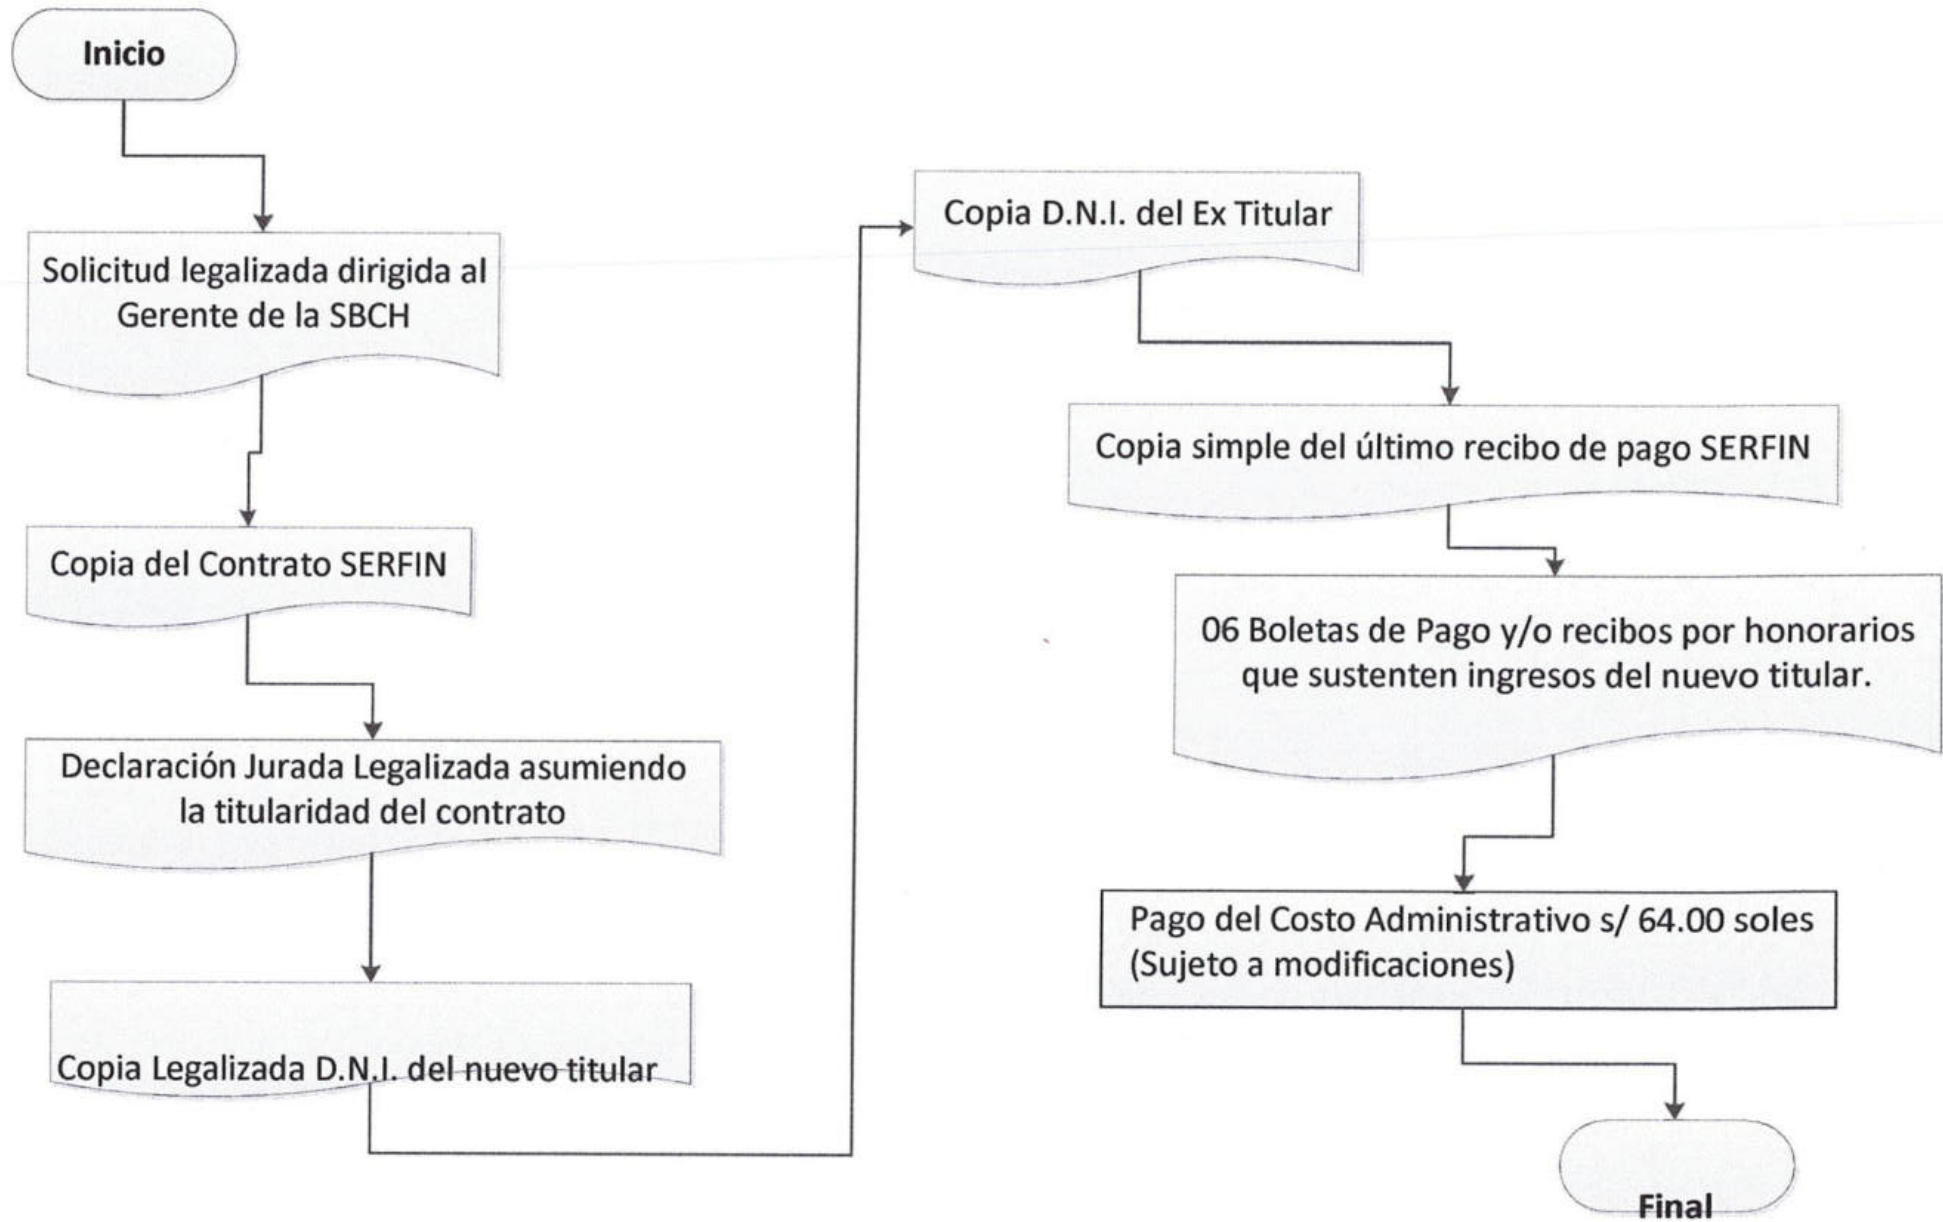 Inicio
Solicitud legalizada dirigida al
Gerente de la SBCH
Copia del Contrato SERFIN
Declaración Jurada Legalizada asumiendo
la titularidad del contrato
Copia Legalizada D.N.I. del nuevo titular
Copia D.N.I. del Ex Titular
Copia simple del último recibo de pago SERFIN
06 Boletas de Pago y/o recibos por honorarios
que sustenten ingresos del nuevo titular.
Pago del Costo Administrativo s/ 64.00 soles
(Sujeto a modificaciones)
Final